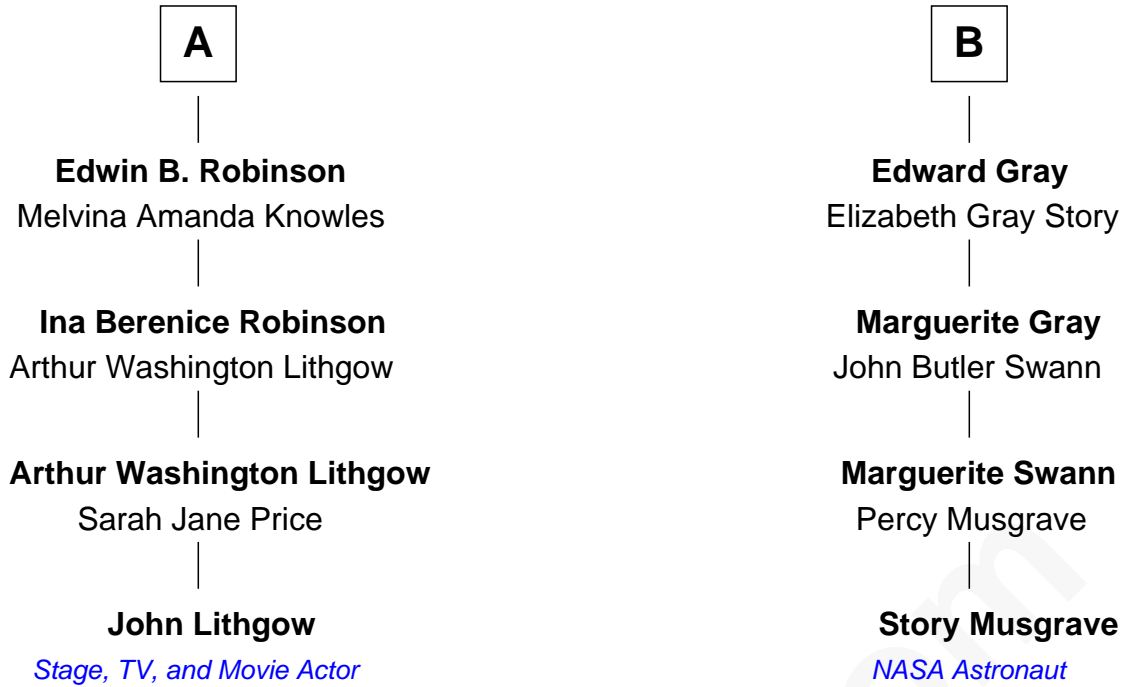 A
Edwin B. Robinson
Melvina Amanda Knowles
Ina Berenice Robinson
Arthur Washington Lithgow
Arthur Washington Lithgow
Sarah Jane Price
John Lithgow
Stage, TV, and Movie Actor
B
Edward Gray
Elizabeth Gray Story
Marguerite Gray
John Butler Swann
Marguerite Swann
Percy Musgrave
Story Musgrave
NASA Astronaut